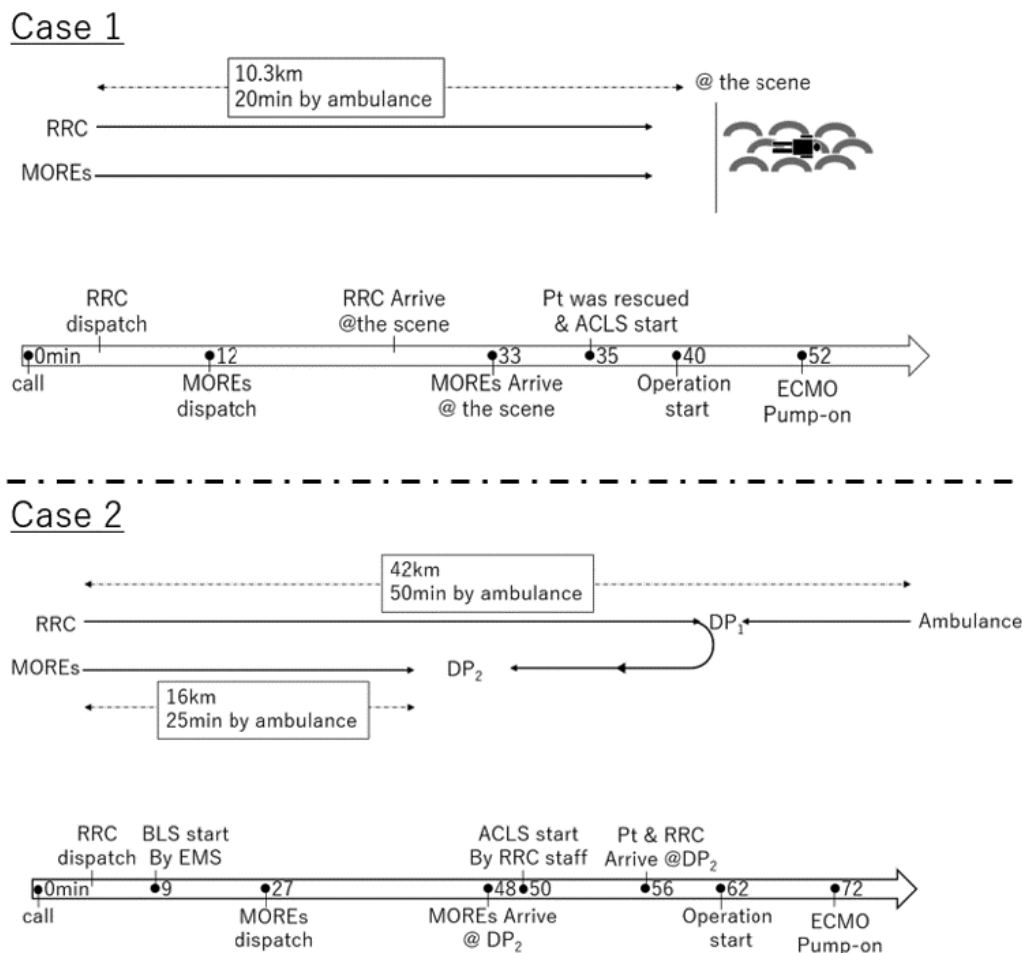 Case 1
10.3km
20min by ambulance
@ the scene
RRC
MOREs
RRC
dispatch
RRC Arrive
@the scene
Pt was rescued
& ACLS start
0min
12
33
35
40
52
call
MOREs
dispatch
MOREs Arrive
@ the scene
Operation
start
ECMO
Pump-on
Case 2
42km
50min by ambulance
RRC
DP₁
Ambulance
MOREs
DP₂
16km
25min by ambulance
RRC
dispatch
BLS start
By EMS
ACLS start
By RRC staff
Pt & RRC
Arrive @DP₂
0min
9
27
48
50
56
62
72
call
MOREs
dispatch
MOREs Arrive
@ DP₂
Operation
start
ECMO
Pump-on